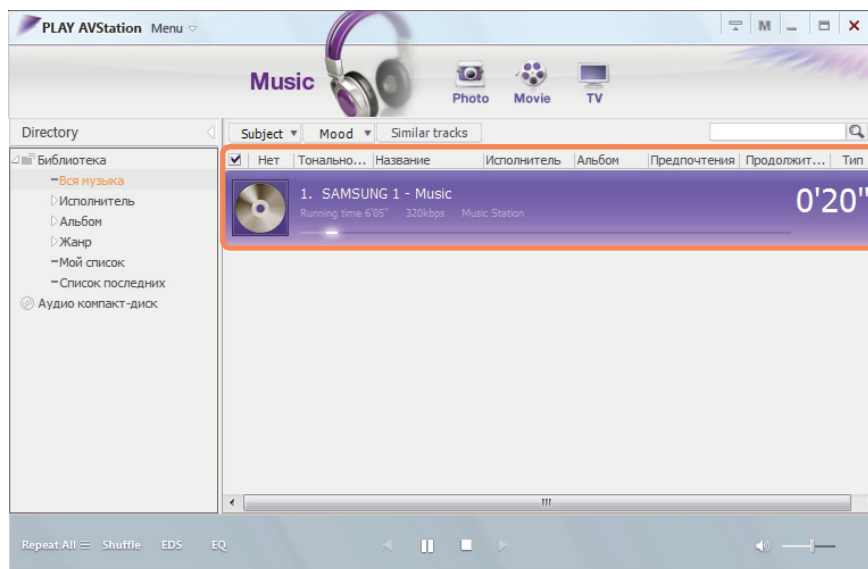 PLAY AVStation Menu
M
Music
Photo Movie TV
Directory
Subject Mood Similar tracks
Библиотека
Вся музыка
Исполнитель
Альбом
Жанр
Мой список
Список последних
Аудио компакт-диск
Нет Тонально... Название Исполнитель Альбом Предпочтения Продолжит... Тип
1. SAMSUNG 1 - Music
Running time 6'05" 320kbps Music Station
0'20"
Repeat All Shuffle EDS EQ